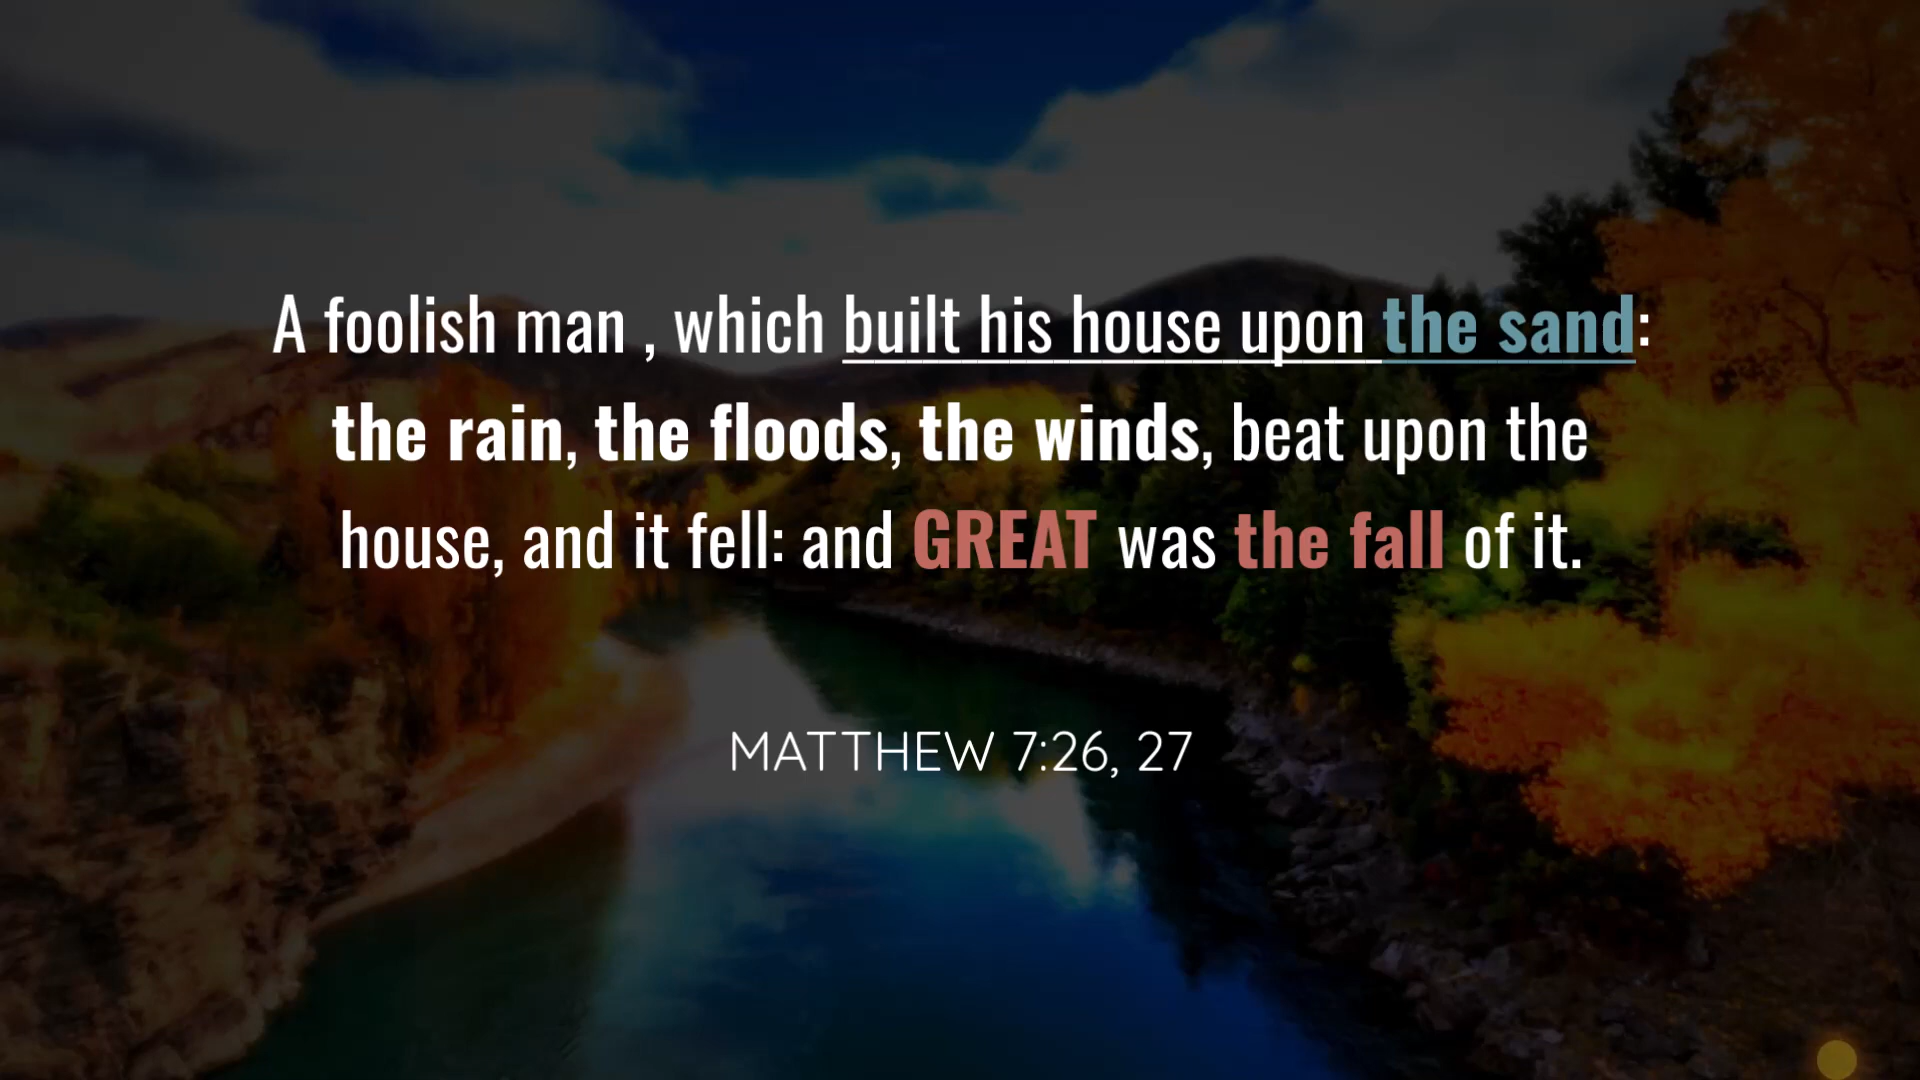 A foolish man , which built his house upon the sand:
the rain, the floods, the winds, beat upon the
house, and it fell: and GREAT was the fall of it.
MATTHEW 7:26, 27